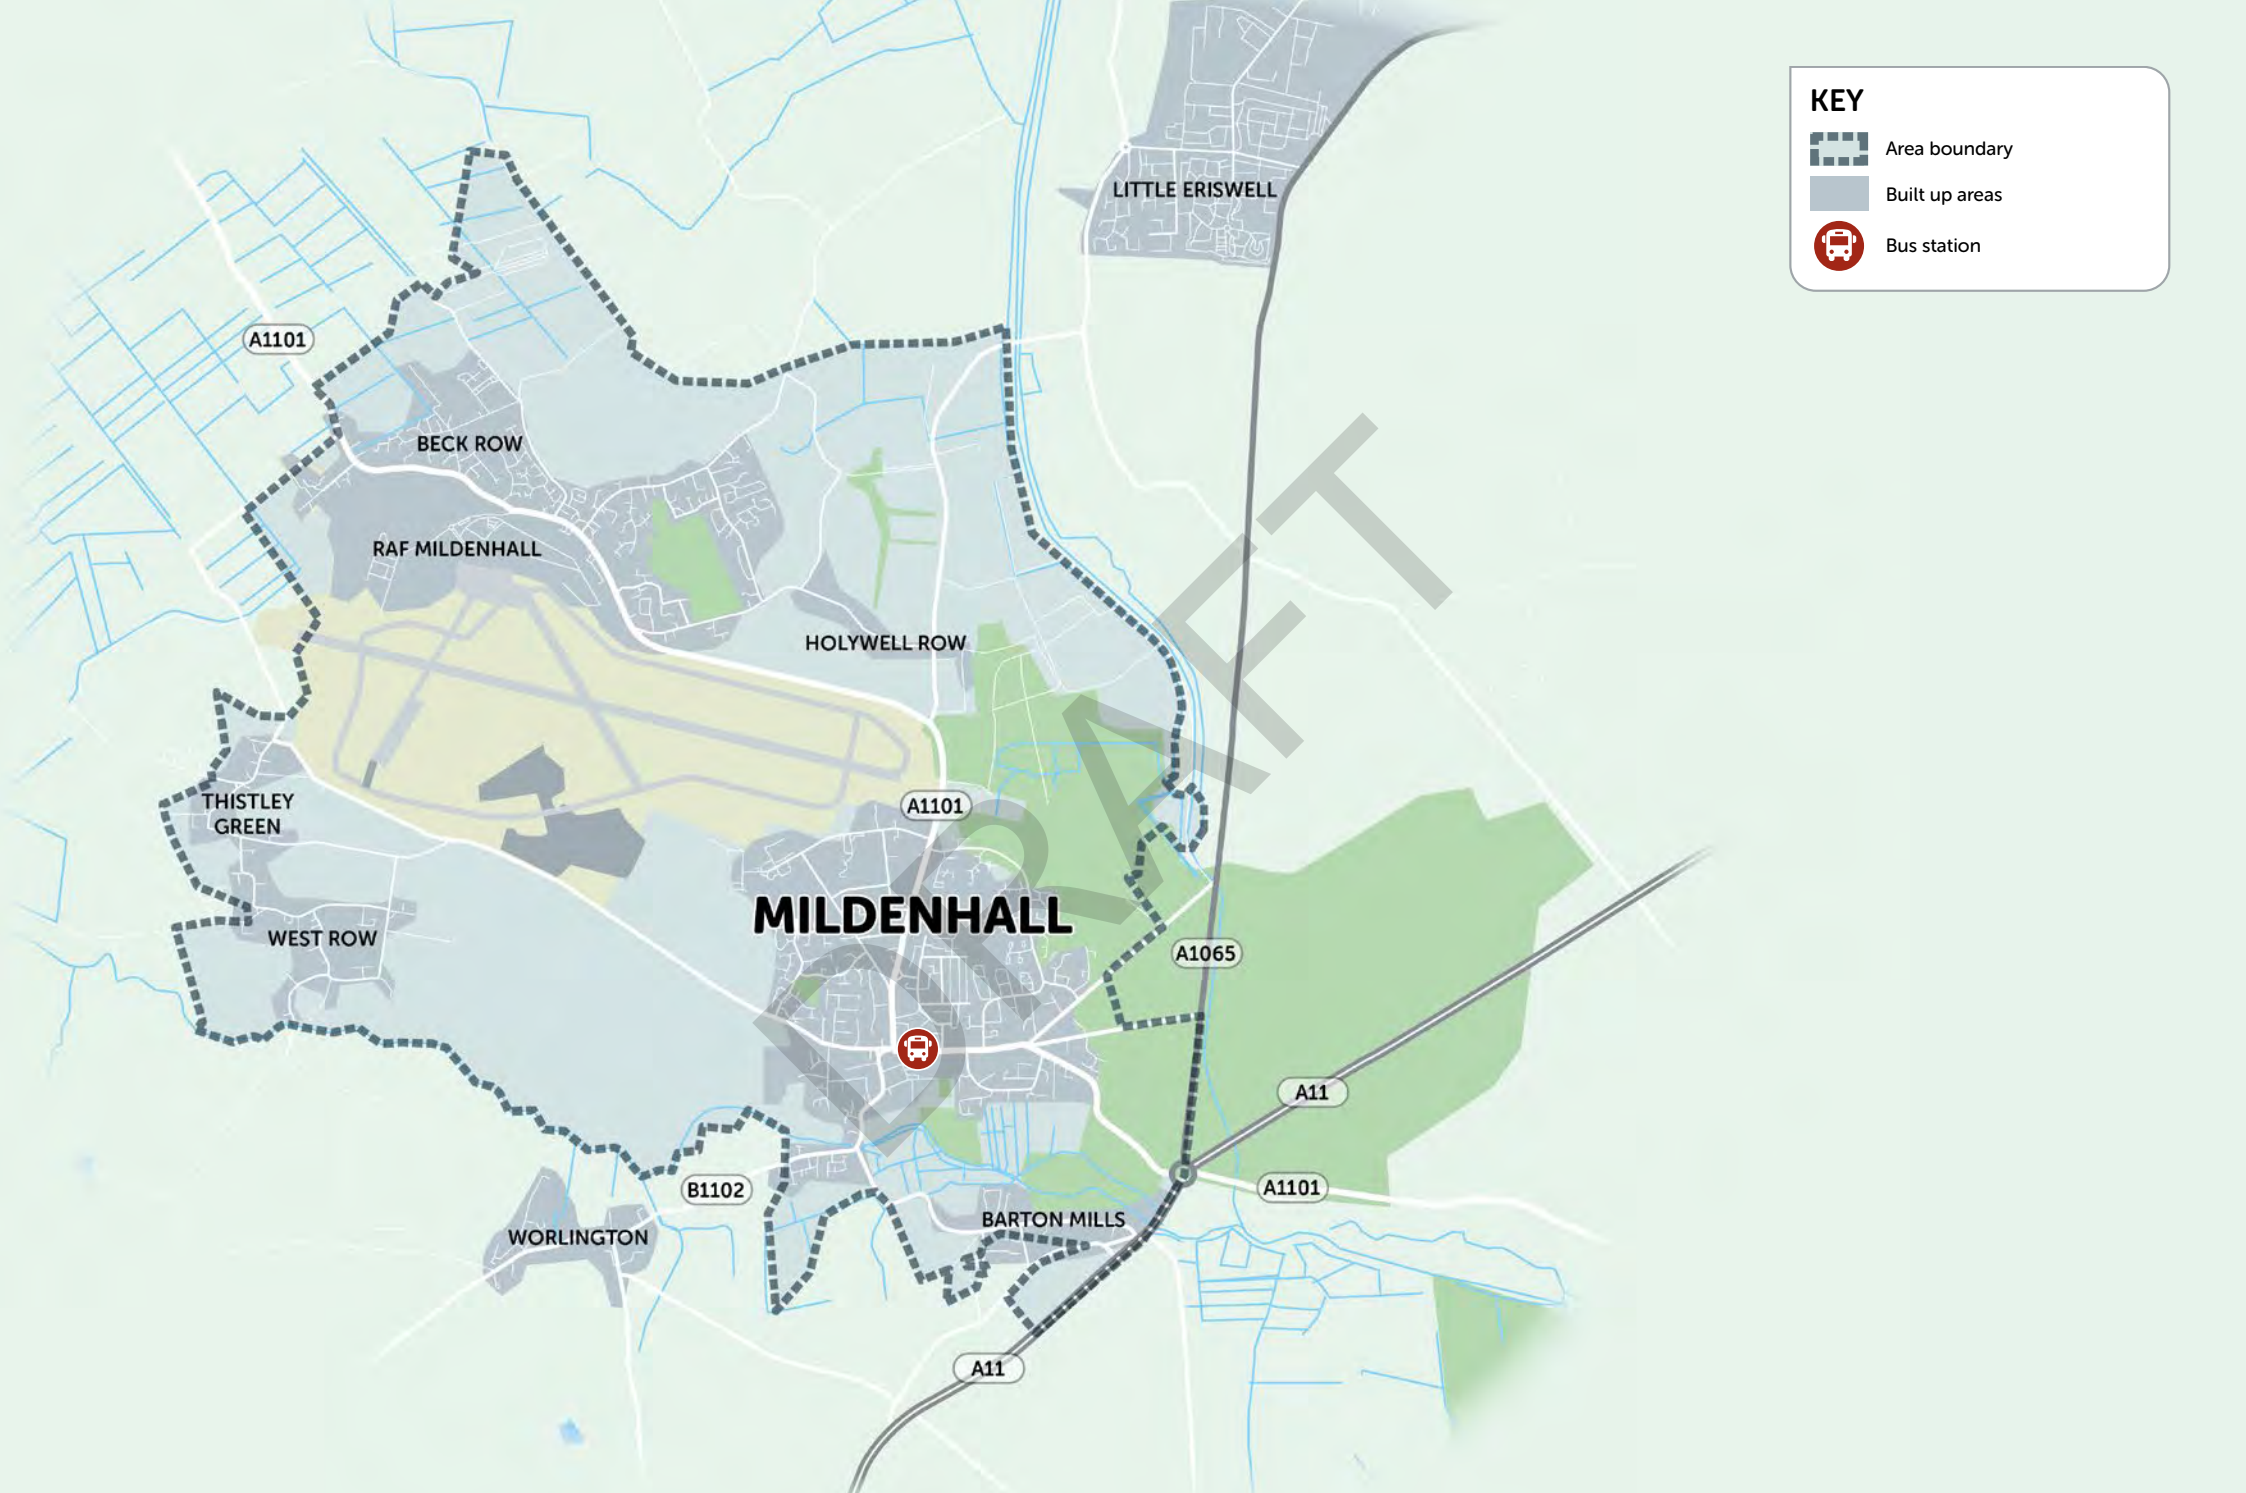 KEY
Area boundary
Built up areas
Bus station
LITTLE ERISWELL
A1101
BECK ROW
RAF MILDENHALL
HOLYWELL ROW
THISTLEY
GREEN
A1101
MILDENHALL
WEST ROW
A1065
DRAFT
A11
B1102
A1101
BARTON MILLS
WORLINGTON
A11